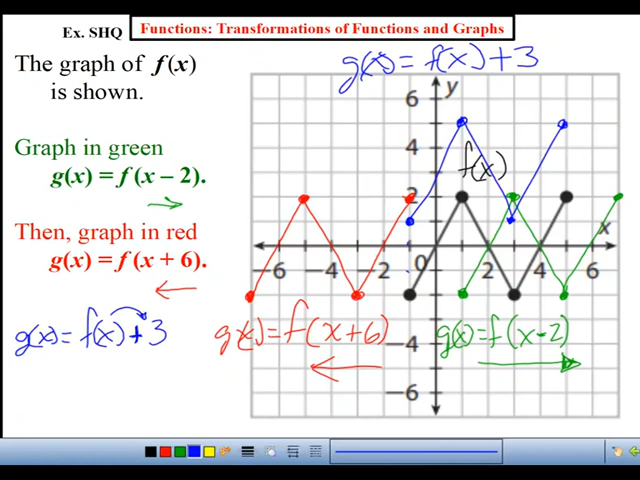 Ex. SHQ
Functions: Transformations of Functions and Graphs
The graph of f(x)
is shown.
Graph in green
g(x) = f (x – 2).
Then, graph in red
g(x) = f (x + 6).
g(x) = f(x) + 3
g(x) = f(x) + 3
y
6
4
2
f(x)
x
-6 -4 -2 0 2 4 6
g(x) = f(x+6)
g(x) = f(x-2)
-4
-6